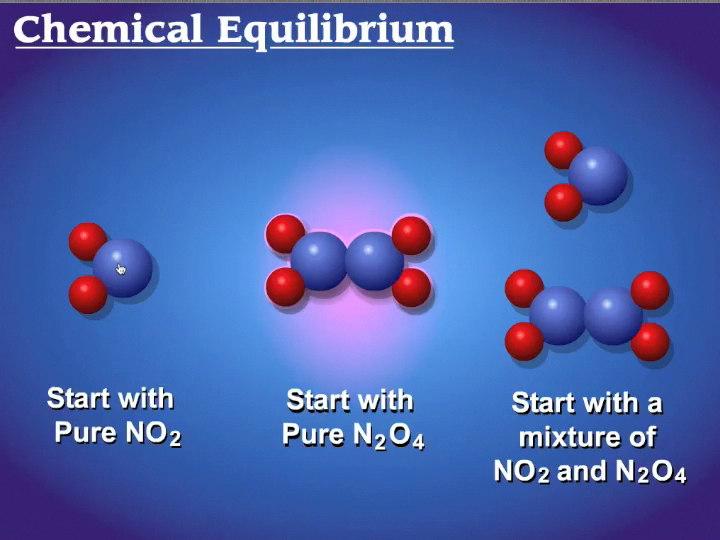 Chemical Equilibrium
Start with
Pure NO₂
Start with
Pure N₂O₄
Start with a
mixture of
NO₂ and N₂O₄